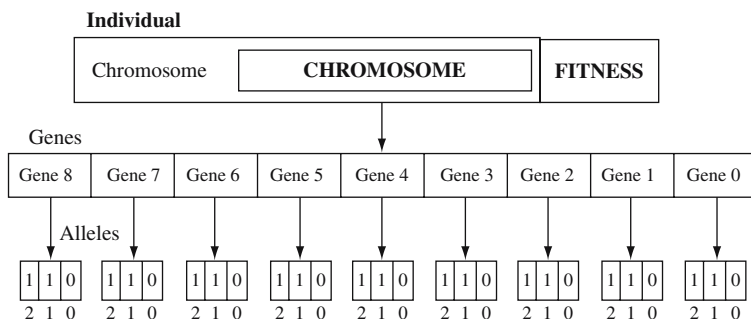 Individual
Chromosome CHROMOSOME FITNESS
Genes
Gene 8 Gene 7 Gene 6 Gene 5 Gene 4 Gene 3 Gene 2 Gene 1 Gene 0
Alleles
1 1 0 1 1 0 1 1 0 1 1 0 1 1 0 1 1 0 1 1 0 1 1 0 1 1 0
2 1 0 2 1 0 2 1 0 2 1 0 2 1 0 2 1 0 2 1 0 2 1 0 2 1 0